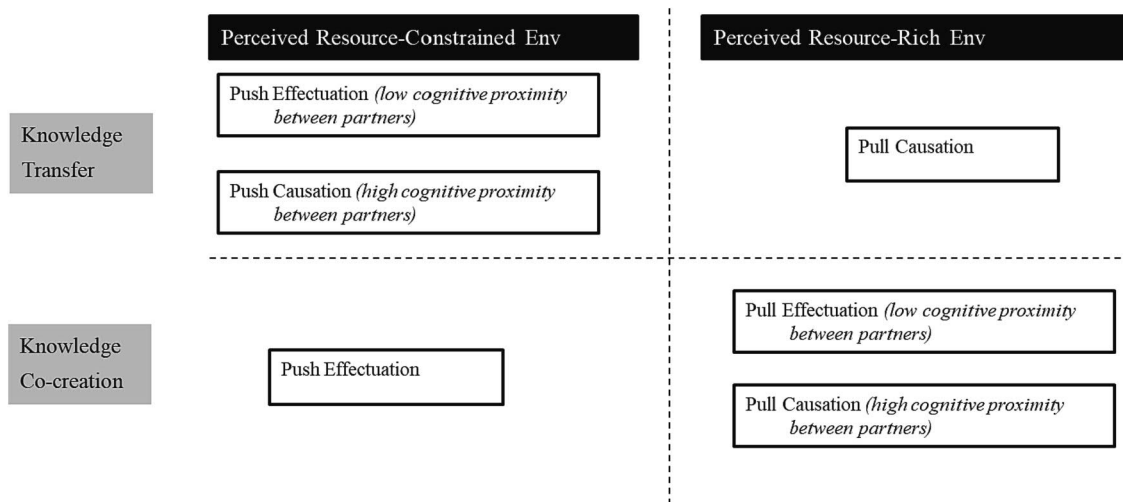 Perceived Resource-Constrained Env
Perceived Resource-Rich Env
Knowledge
Transfer
Push Effectuation (low cognitive proximity
between partners)
Push Causation (high cognitive proximity
between partners)
Pull Causation
Knowledge
Co-creation
Push Effectuation
Pull Effectuation (low cognitive proximity
between partners)
Pull Causation (high cognitive proximity
between partners)